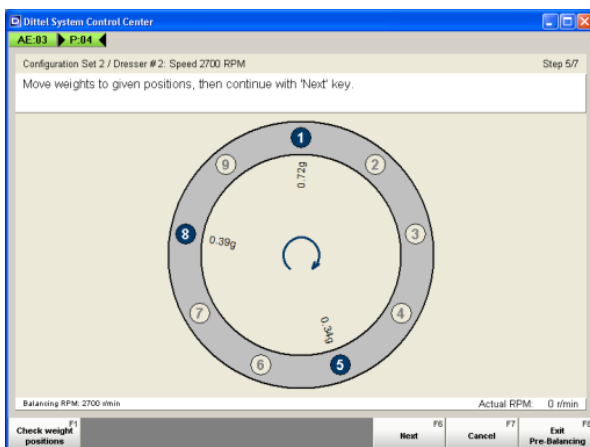 Dittel System Control Center
AE:03 P:04
Configuration Set 2 / Dresser # 2: Speed 2700 RPM Step 5/7
Move weights to given positions, then continue with 'Next' key.
1
9 2
0.72g
8 0.39g 3
7 4
0.34g
6 5
Balancing RPM: 2700 r/min Actual RPM: 0 r/min
F1 F6 F7 F8
Check weight positions Next Cancel Exit Pre-Balancing